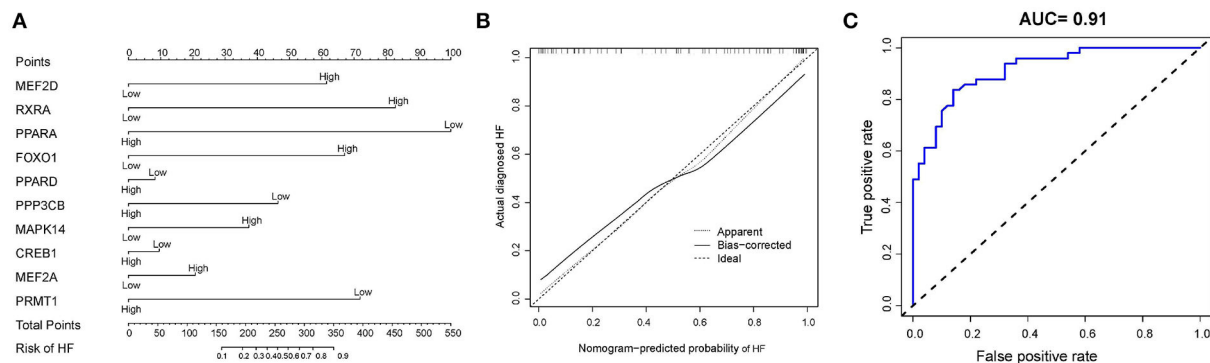 A
Points
0 10 20 30 40 50 60 70 80 90 100
MEF2D
Low
High
RXRA
Low
High
PPARA
High
Low
FOXO1
Low
High
PPARD
High
Low
PPP3CB
High
Low
MAPK14
Low
High
CREB1
High
Low
MEF2A
Low
High
PRMT1
High
Low
Total Points
0 50 100 150 200 250 300 350 400 450 500 550
Risk of HF
0.1 0.2 0.3 0.4 0.5 0.6 0.7 0.8 0.9
B
Actual diagnosed HF
1.0
0.8
0.6
0.4
0.2
0.0
Apparent
Bias-corrected
Ideal
0.0 0.2 0.4 0.6 0.8 1.0
Nomogram-predicted probability of HF
C
AUC= 0.91
True positive rate
1.0
0.8
0.6
0.4
0.2
0.0
0.0 0.2 0.4 0.6 0.8 1.0
False positive rate